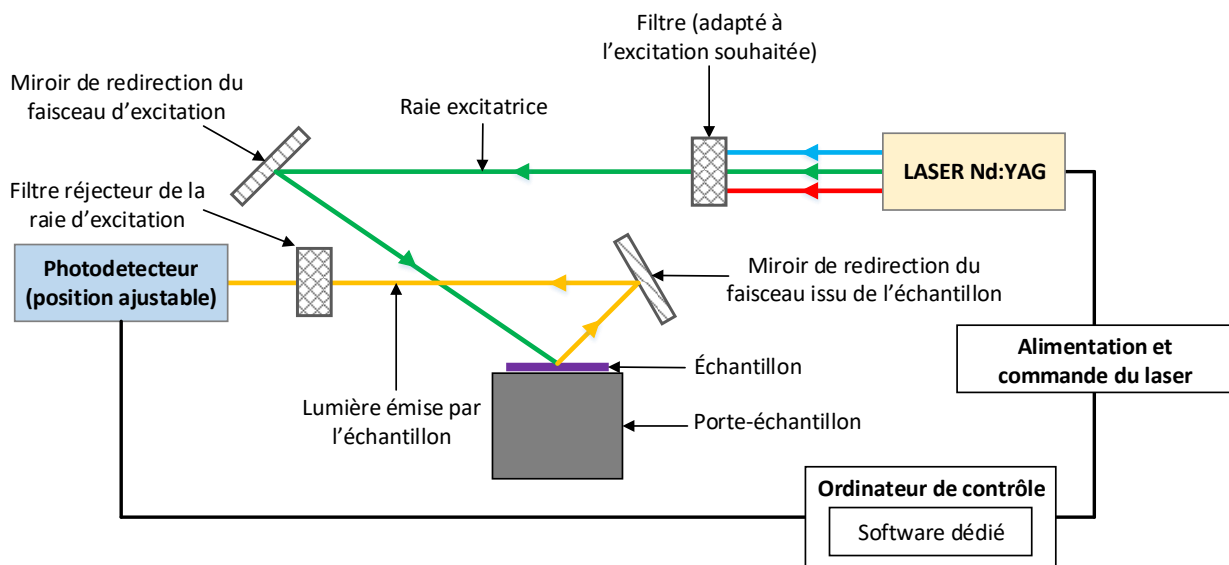 Filtre (adapté à
l'excitation souhaitée)
Miroir de redirection du
faisceau d'excitation
Raie excitatrice
LASER Nd:YAG
Filtre réjecteur de la
raie d'excitation
Photodetecteur
(position ajustable)
Miroir de redirection du
faisceau issu de l'échantillon
Alimentation et
commande du laser
Échantillon
Lumière émise par
l'échantillon
Porte-échantillon
Ordinateur de contrôle
Software dédié